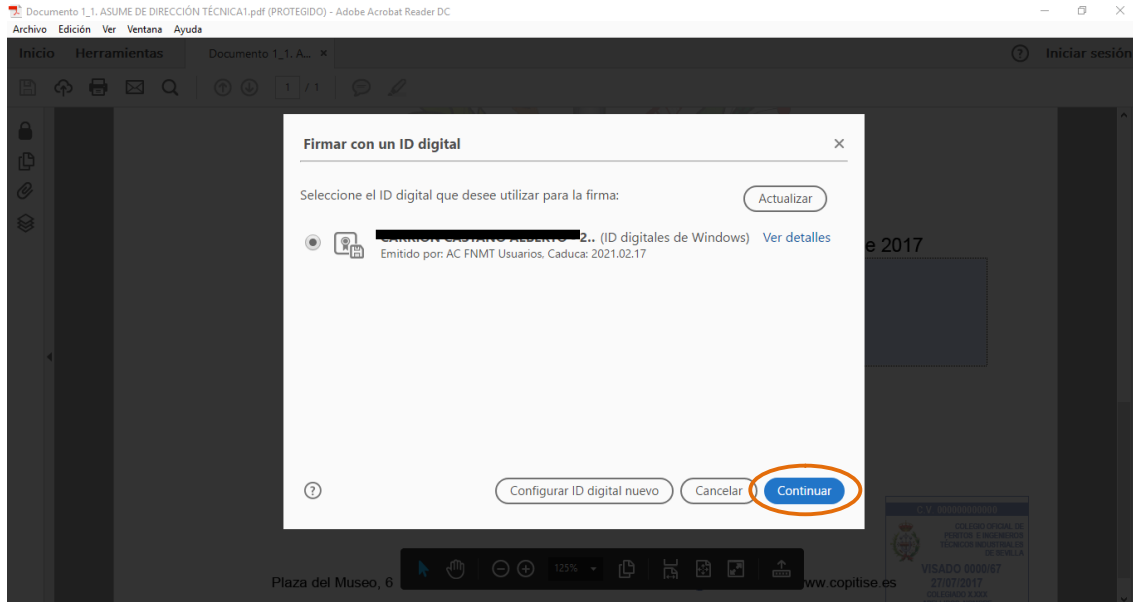 Documento 1_1. ASUME DE DIRECCIÓN TÉCNICA1.pdf (PROTEGIDO) - Adobe Acrobat Reader DC
Archivo Edición Ver Ventana Ayuda
Inicio Herramientas Documento 1_1. A... × ? Iniciar sesión
1 / 1
Firmar con un ID digital
Seleccione el ID digital que desee utilizar para la firma:
Actualizar
2.. (ID digitales de Windows) Ver detalles
Emitido por: AC FNMT Usuarios. Caduca: 2021.02.17
e 2017
Configurar ID digital nuevo
Cancelar
Continuar
C.V. 000000000000
COLEGIO OFICIAL DE
PERITOS E INGENIEROS
TÉCNICOS INDUSTRIALES
DE SEVILLA
VISADO 0000/67
27/07/2017
COLEGIADO X.XXX
125%
Plaza del Museo, 6
ww.copitise.es